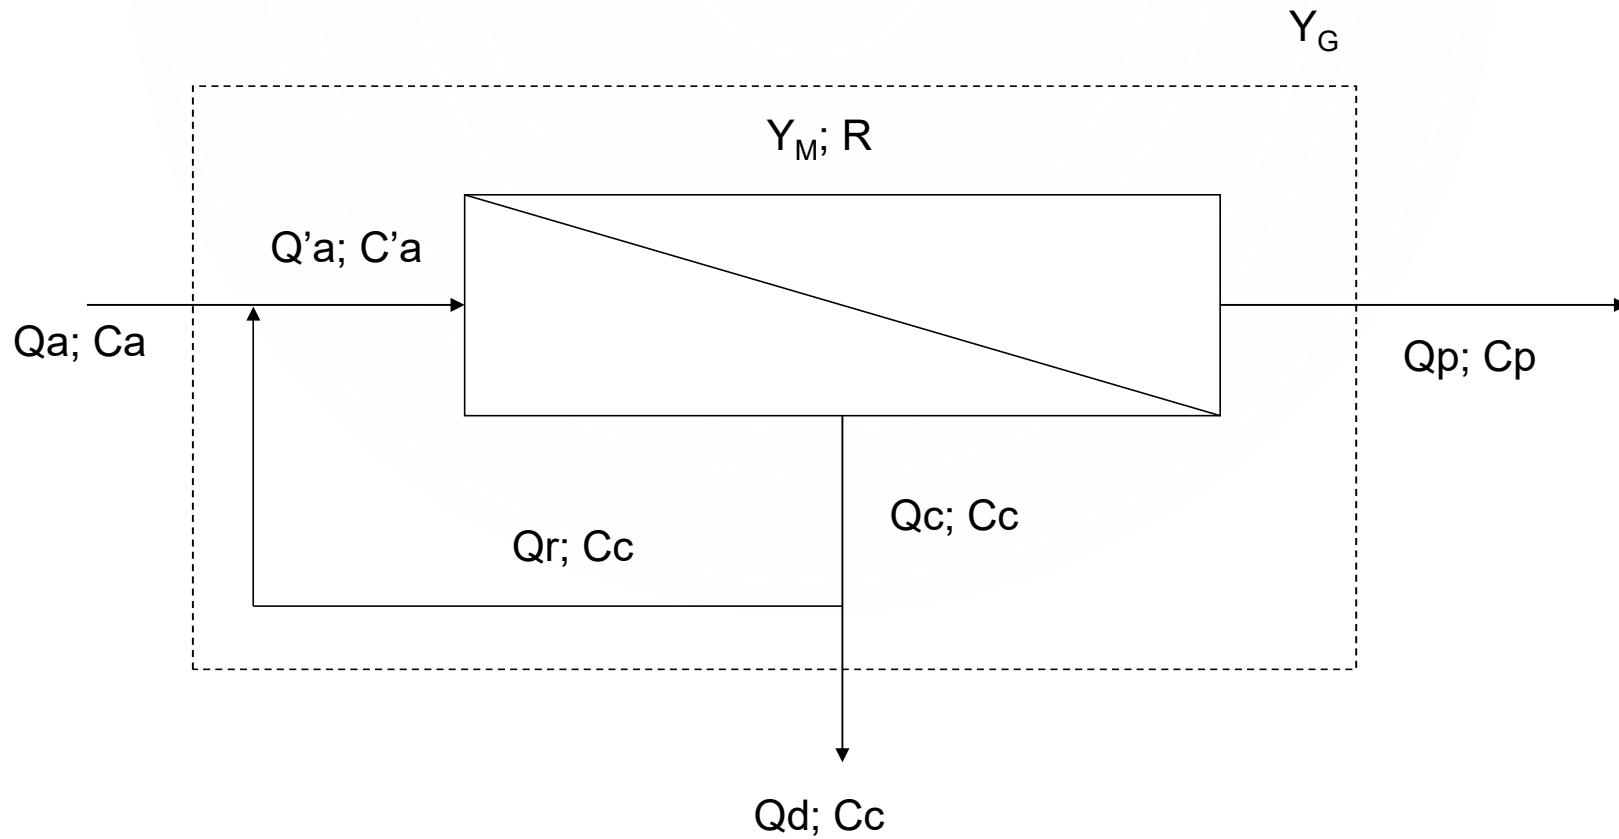 Y_G
Y_M; R
Q’a; C’a
Qa; Ca
Qp; Cp
Qc; Cc
Qr; Cc
Qd; Cc